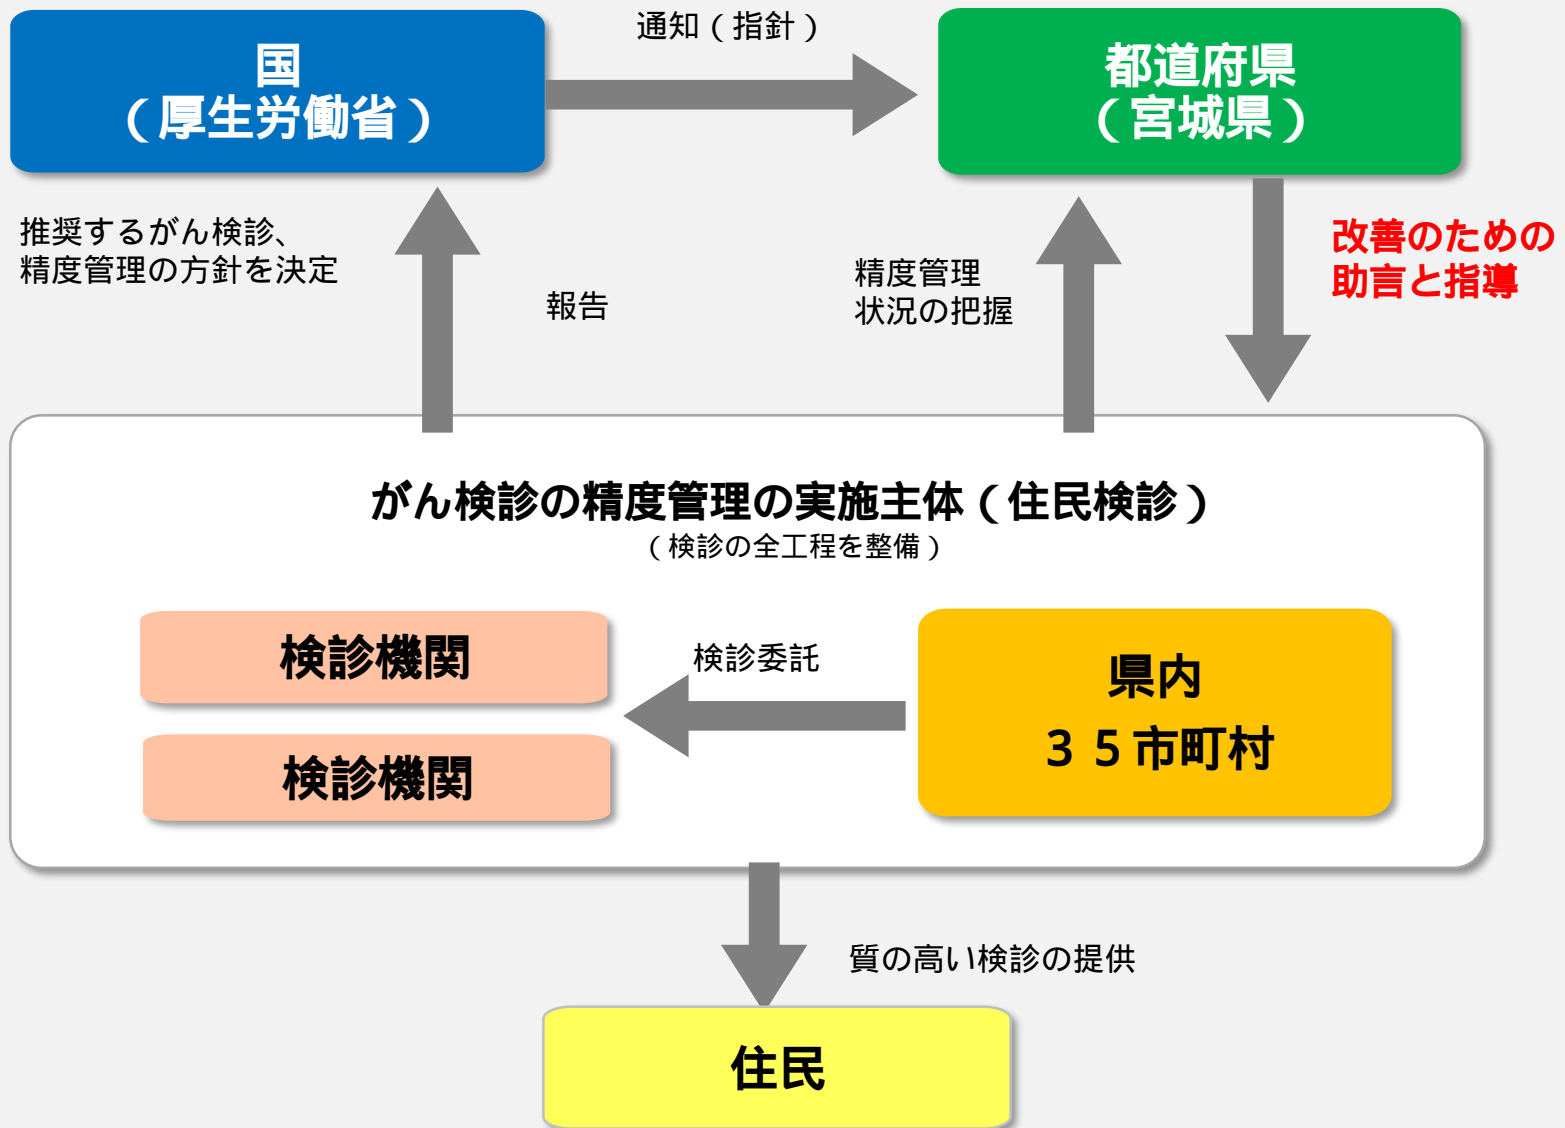 国
（厚生労働省）
通知（指針）
都道府県
（宮城県）
推奨するがん検診、
精度管理の方針を決定
報告
精度管理
状況の把握
改善のための
助言と指導
がん検診の精度管理の実施主体（住民検診）
（検診の全工程を整備）
検診機関
検診機関
検診委託
県内
３５市町村
質の高い検診の提供
住民